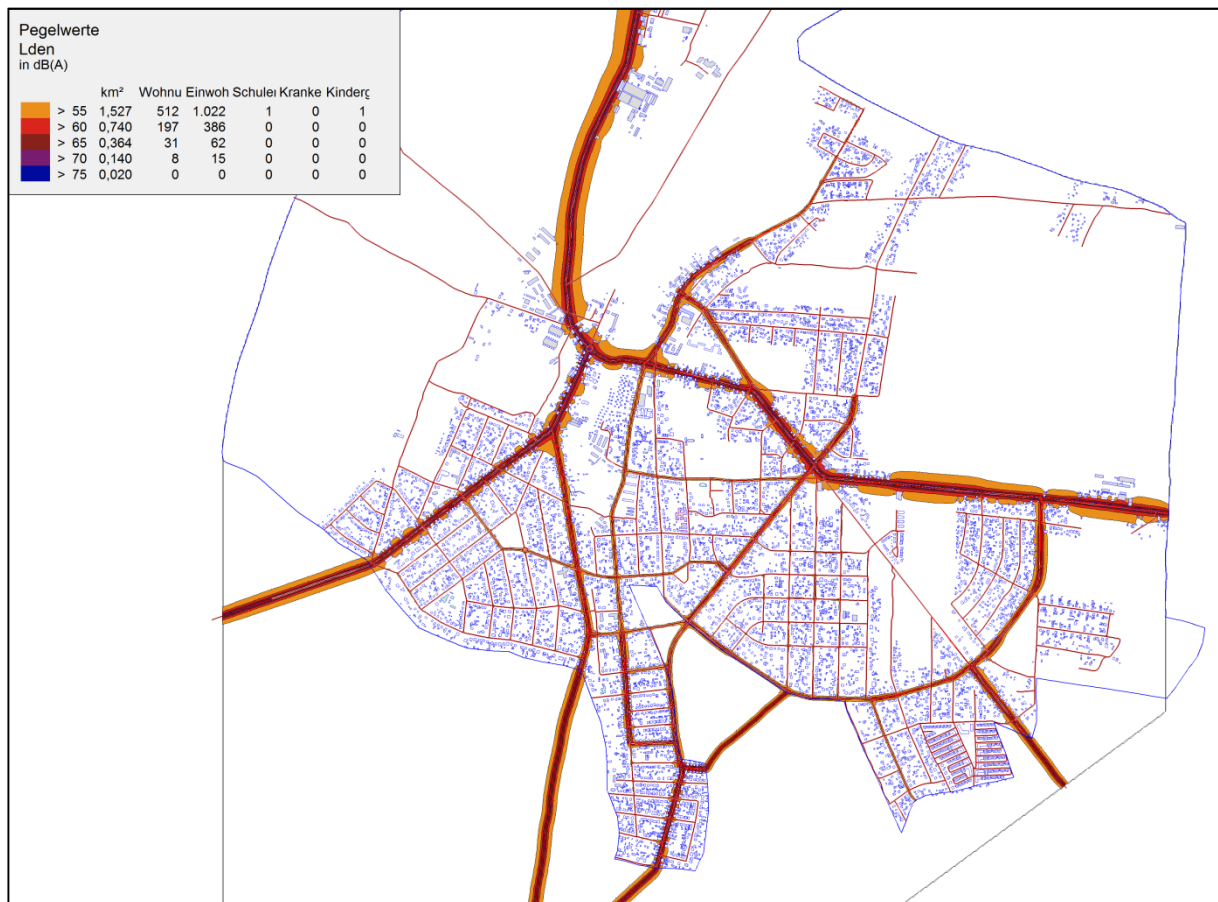 Pegelwerte
Lden
in dB(A)
km² Wohnu Einwoh Schuler Kranke Kinderg
> 55 1,527 512 1.022 1 0 1
> 60 0,740 197 386 0 0 0
> 65 0,364 31 62 0 0 0
> 70 0,140 8 15 0 0 0
> 75 0,020 0 0 0 0 0